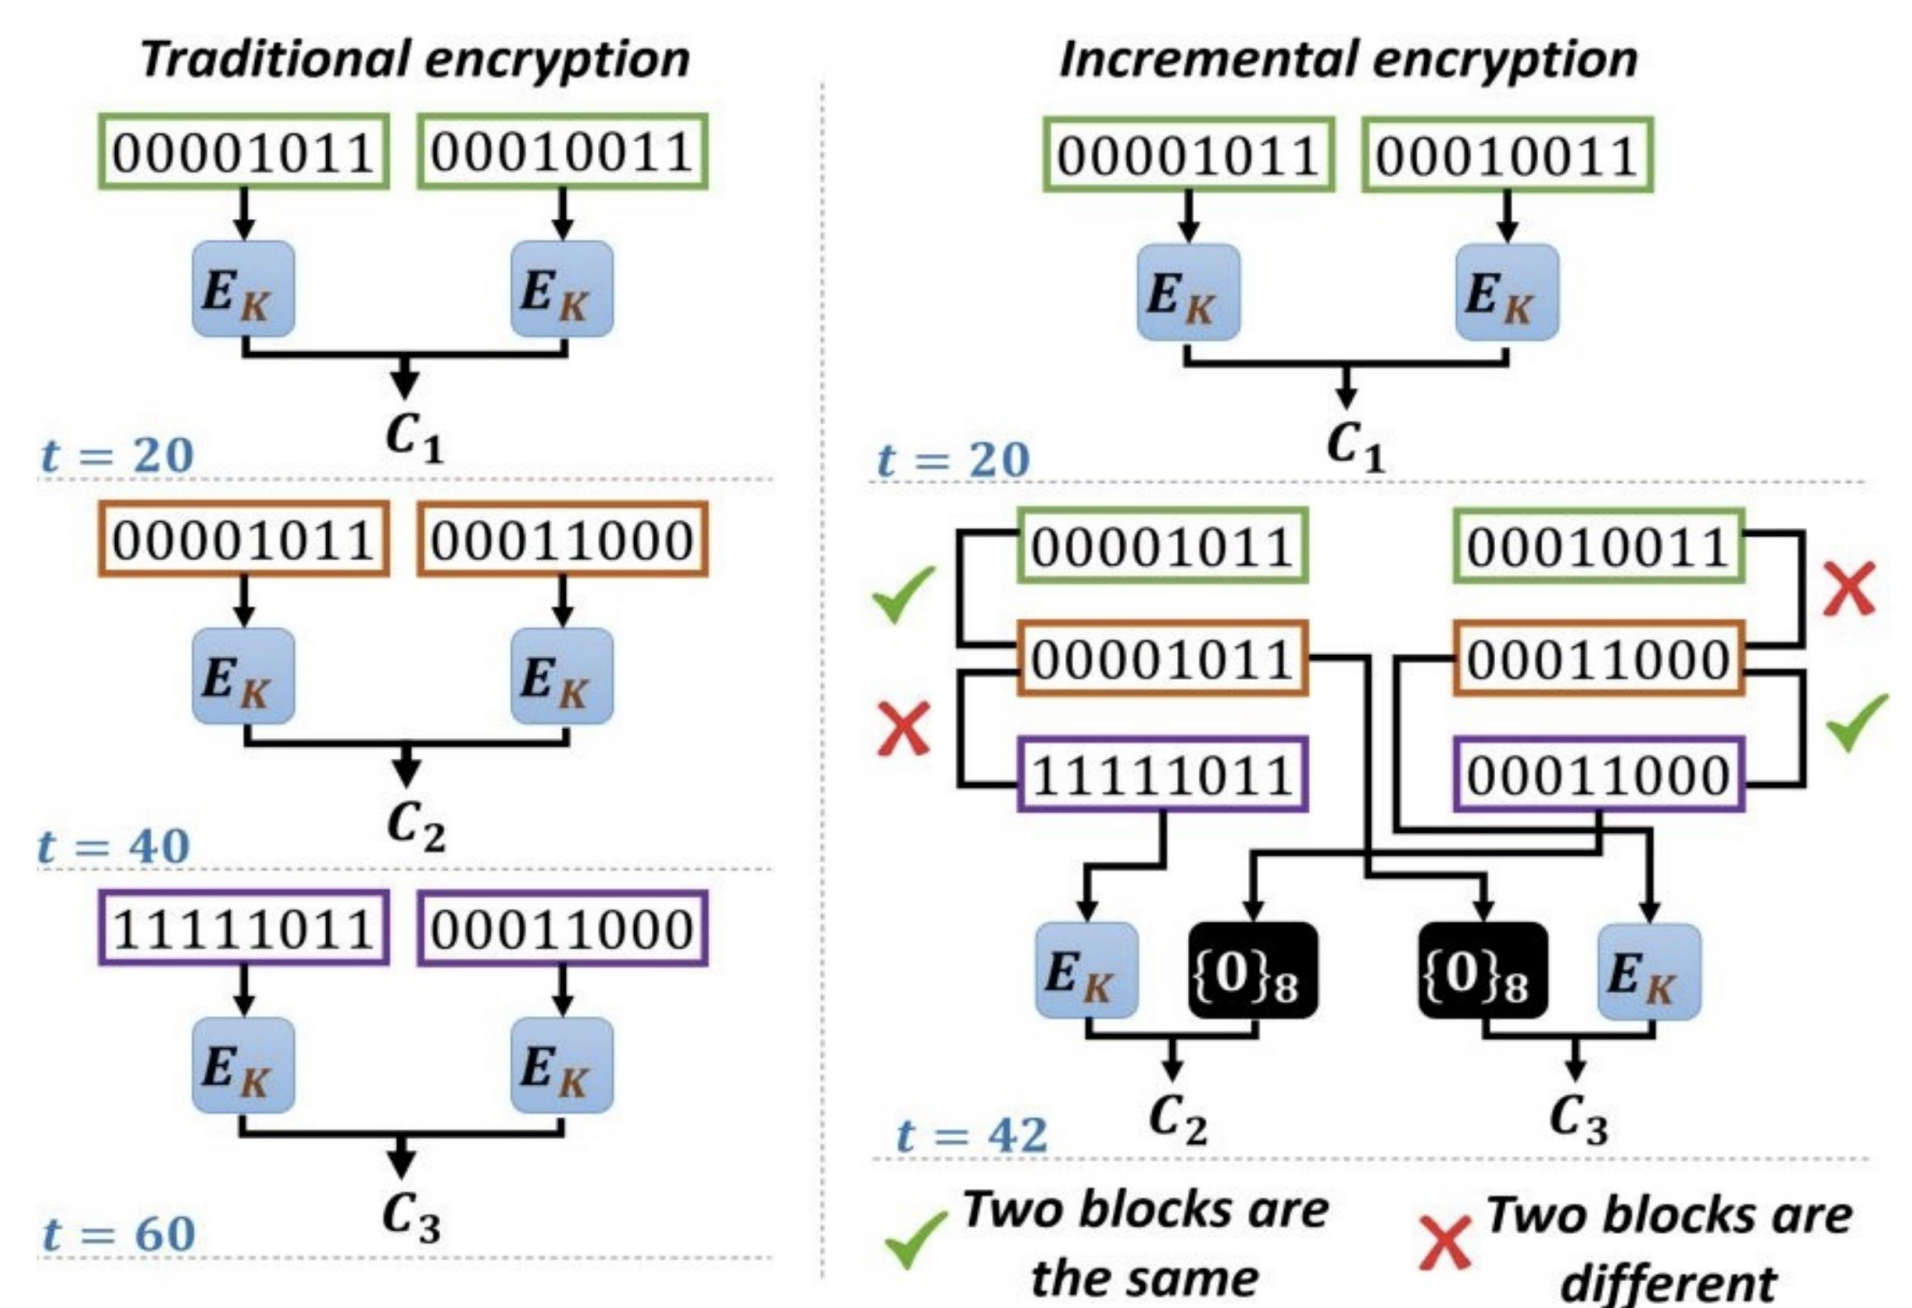 Traditional encryption
00001011 00010011
E_K E_K
C_1
t = 20
00001011 00011000
E_K E_K
C_2
t = 40
11111011 00011000
E_K E_K
C_3
t = 60
Incremental encryption
00001011 00010011
E_K E_K
C_1
t = 20
00001011 00010011
00001011 00011000
11111011 00011000
E_K {0}_8 {0}_8 E_K
C_2 C_3
t = 42
Two blocks are
the same
Two blocks are
different